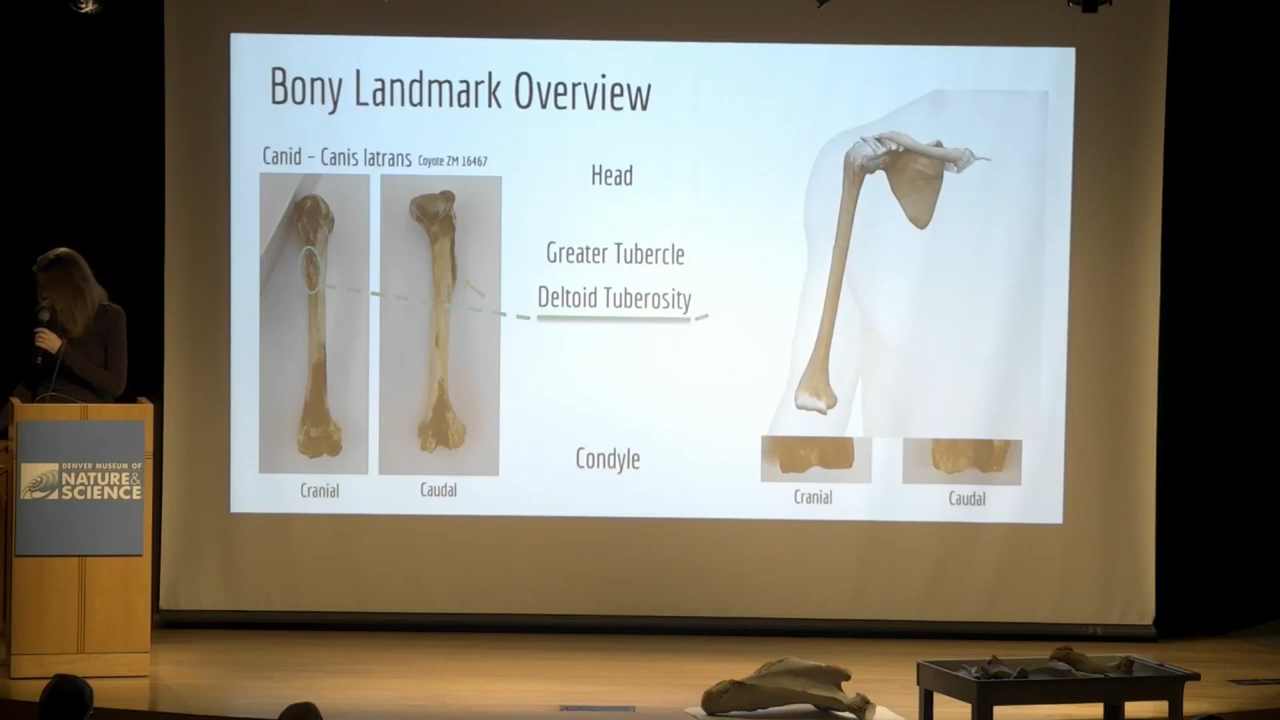 Bony Landmark Overview
Canid – Canis latrans Coyote ZM 16467
Head
Greater Tubercle
Deltoid Tuberosity
Condyle
Cranial
Caudal
Cranial
Caudal
DENVER MUSEUM OF
NATURE &
SCIENCE